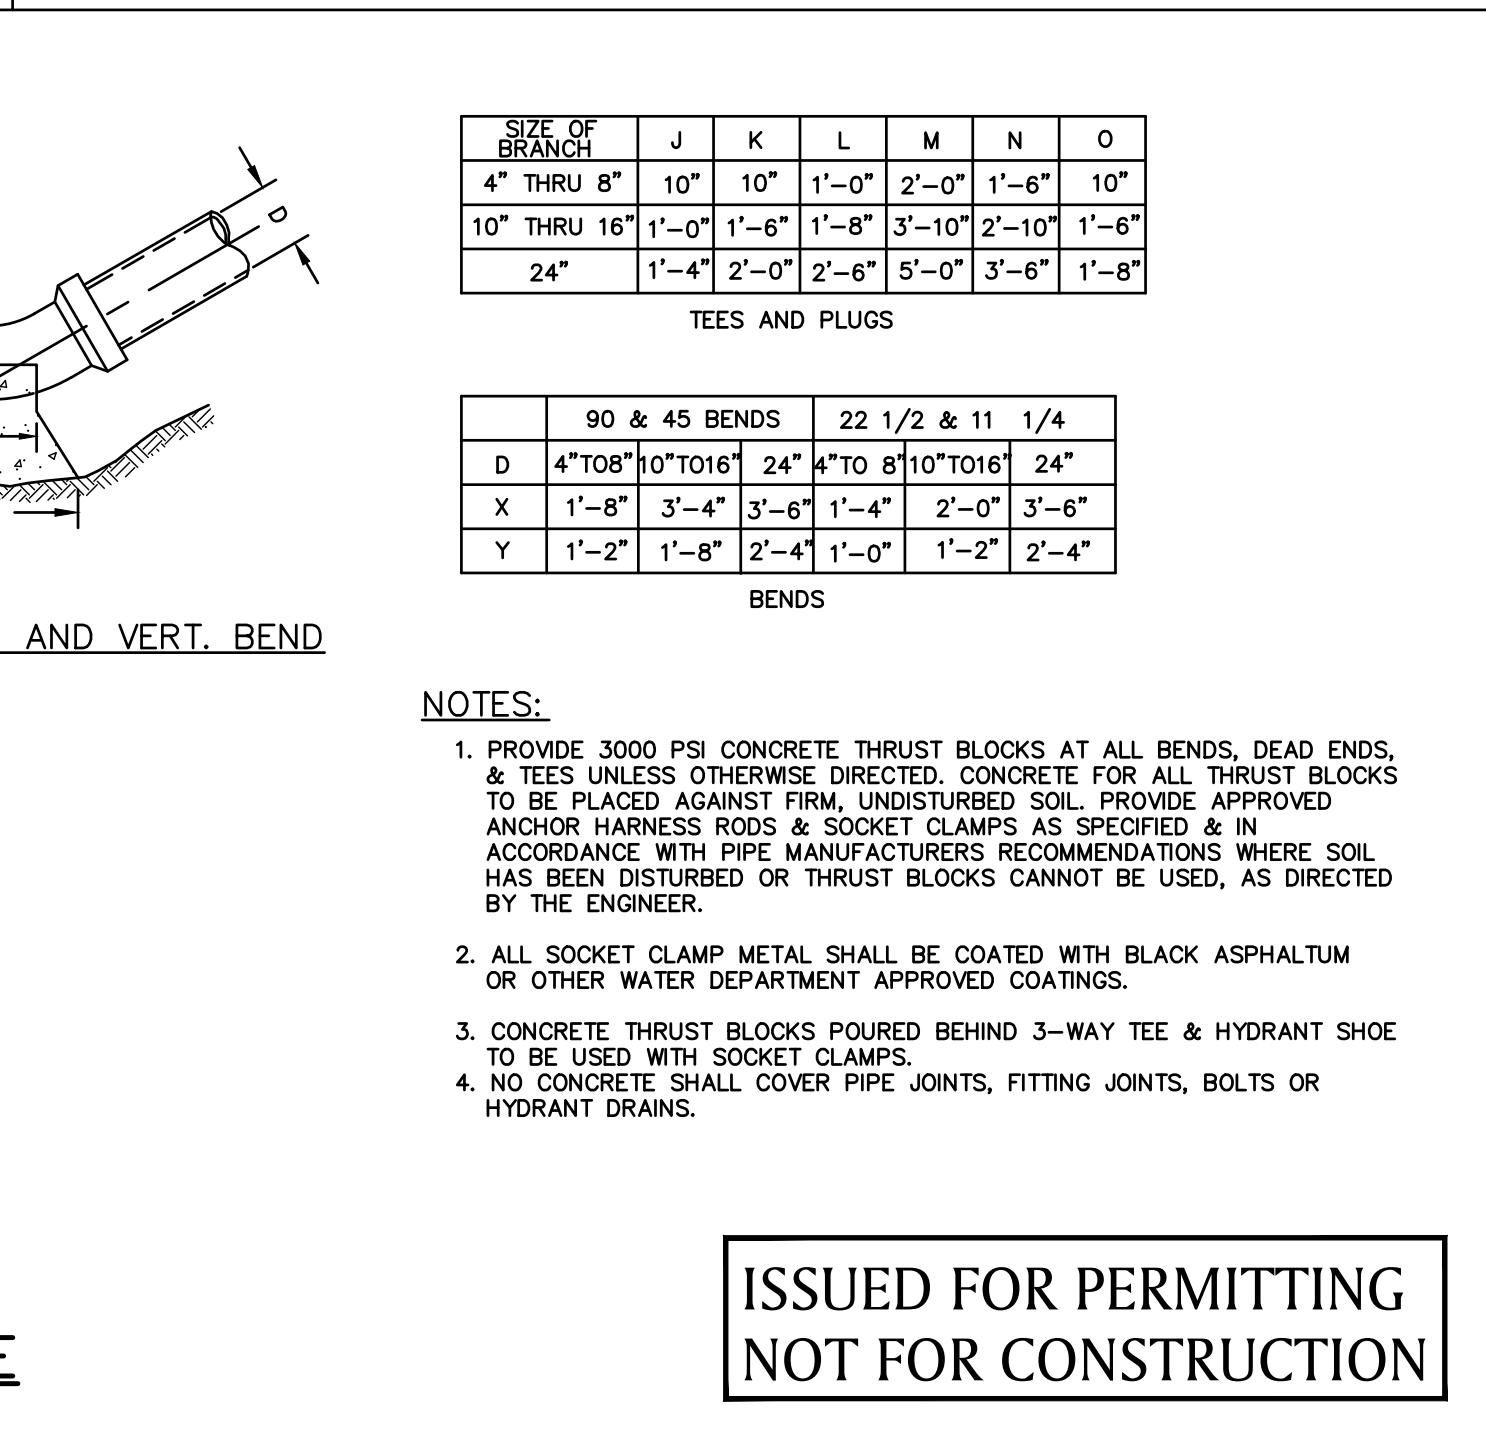 D
SIZE OF BRANCH J K L M N O
4" THRU 8" 10" 10" 1'-0" 2'-0" 1'-6" 10"
10" THRU 16" 1'-0" 1'-6" 1'-8" 3'-10" 2'-10" 1'-6"
24" 1'-4" 2'-0" 2'-6" 5'-0" 3'-6" 1'-8"
TEES AND PLUGS
90 & 45 BENDS 22 1/2 & 11 1/4
D 4"TO8" 10"TO16" 24" 4"TO 8" 10"TO16" 24"
X 1'-8" 3'-4" 3'-6" 1'-4" 2'-0" 3'-6"
Y 1'-2" 1'-8" 2'-4" 1'-0" 1'-2" 2'-4"
BENDS
AND VERT. BEND
NOTES:
1. PROVIDE 3000 PSI CONCRETE THRUST BLOCKS AT ALL BENDS, DEAD ENDS,
& TEES UNLESS OTHERWISE DIRECTED. CONCRETE FOR ALL THRUST BLOCKS
TO BE PLACED AGAINST FIRM, UNDISTURBED SOIL. PROVIDE APPROVED
ANCHOR HARNESS RODS & SOCKET CLAMPS AS SPECIFIED & IN
ACCORDANCE WITH PIPE MANUFACTURERS RECOMMENDATIONS WHERE SOIL
HAS BEEN DISTURBED OR THRUST BLOCKS CANNOT BE USED, AS DIRECTED
BY THE ENGINEER.
2. ALL SOCKET CLAMP METAL SHALL BE COATED WITH BLACK ASPHALTUM
OR OTHER WATER DEPARTMENT APPROVED COATINGS.
3. CONCRETE THRUST BLOCKS POURED BEHIND 3-WAY TEE & HYDRANT SHOE
TO BE USED WITH SOCKET CLAMPS.
4. NO CONCRETE SHALL COVER PIPE JOINTS, FITTING JOINTS, BOLTS OR
HYDRANT DRAINS.
ISSUED FOR PERMITTING
NOT FOR CONSTRUCTION